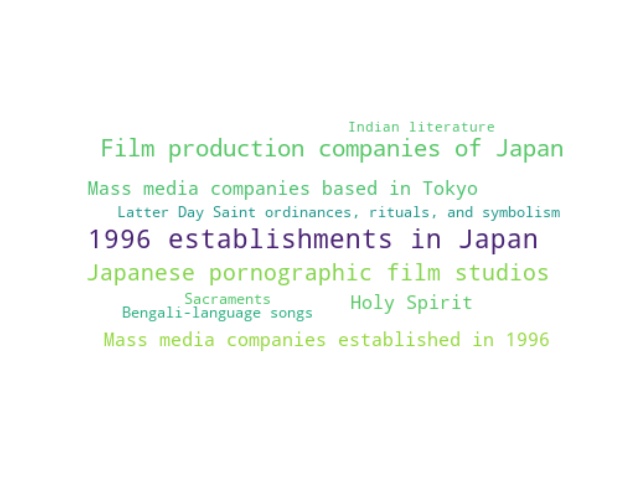 Indian literature
Film production companies of Japan
Mass media companies based in Tokyo
Latter Day Saint ordinances, rituals, and symbolism
1996 establishments in Japan
Japanese pornographic film studios
Sacraments
Holy Spirit
Bengali-language songs
Mass media companies established in 1996